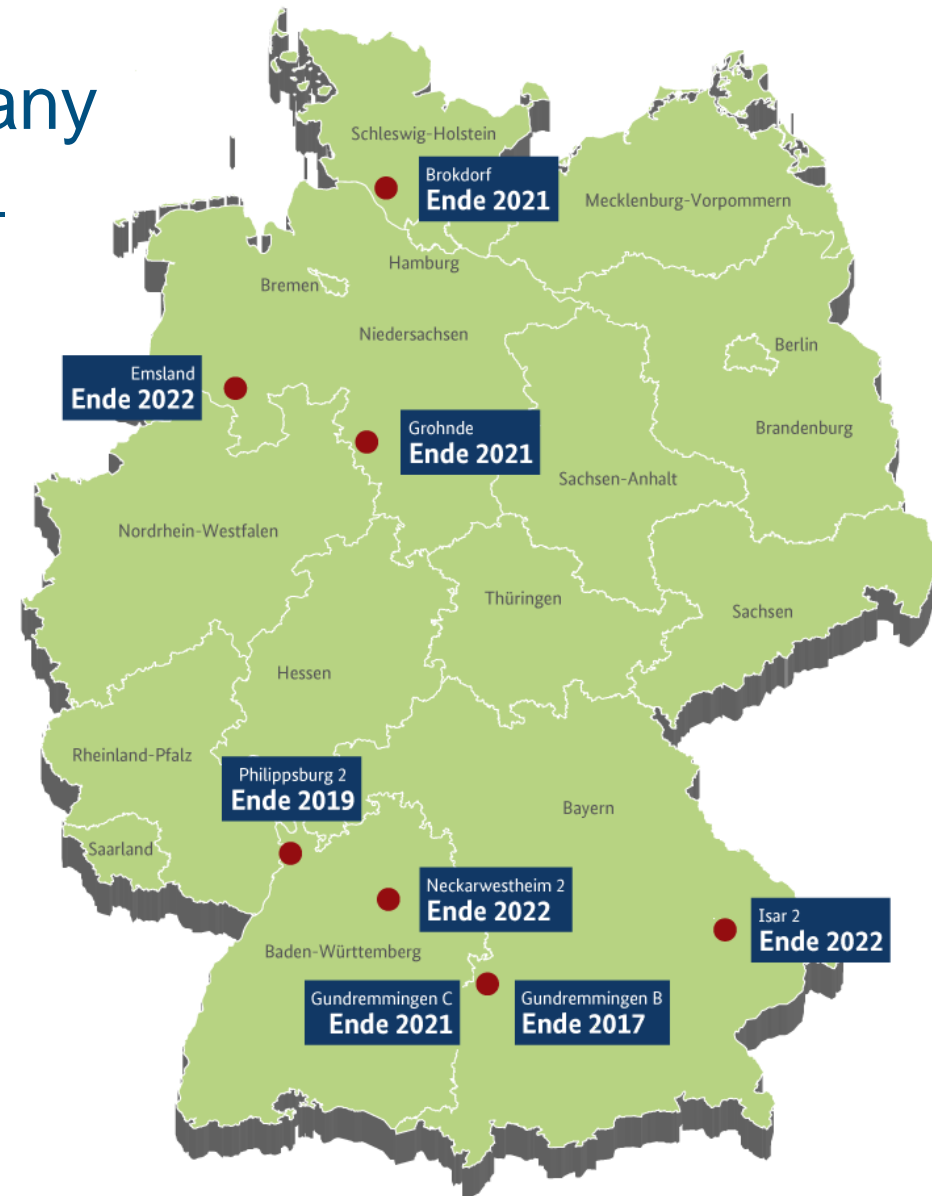 any
Schleswig-Holstein
Brokdorf
Ende 2021
Mecklenburg-Vorpommern
Hamburg
Bremen
Niedersachsen
Berlin
Emsland
Ende 2022
Grohnde
Ende 2021
Brandenburg
Sachsen-Anhalt
Nordrhein-Westfalen
Thüringen
Sachsen
Hessen
Rheinland-Pfalz
Philippsburg 2
Ende 2019
Bayern
Saarland
Neckarwestheim 2
Ende 2022
Isar 2
Ende 2022
Baden-Württemberg
Gundremmingen C
Ende 2021
Gundremmingen B
Ende 2017